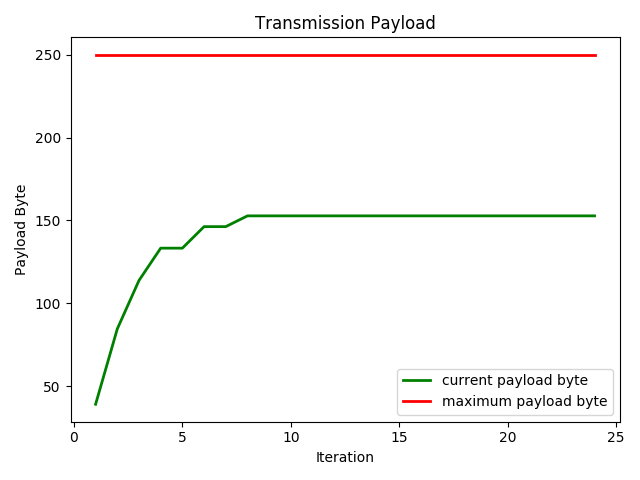 Transmission Payload
250
200
150
100
50
Payload Byte
0
5
10
15
20
25
Iteration
current payload byte
maximum payload byte